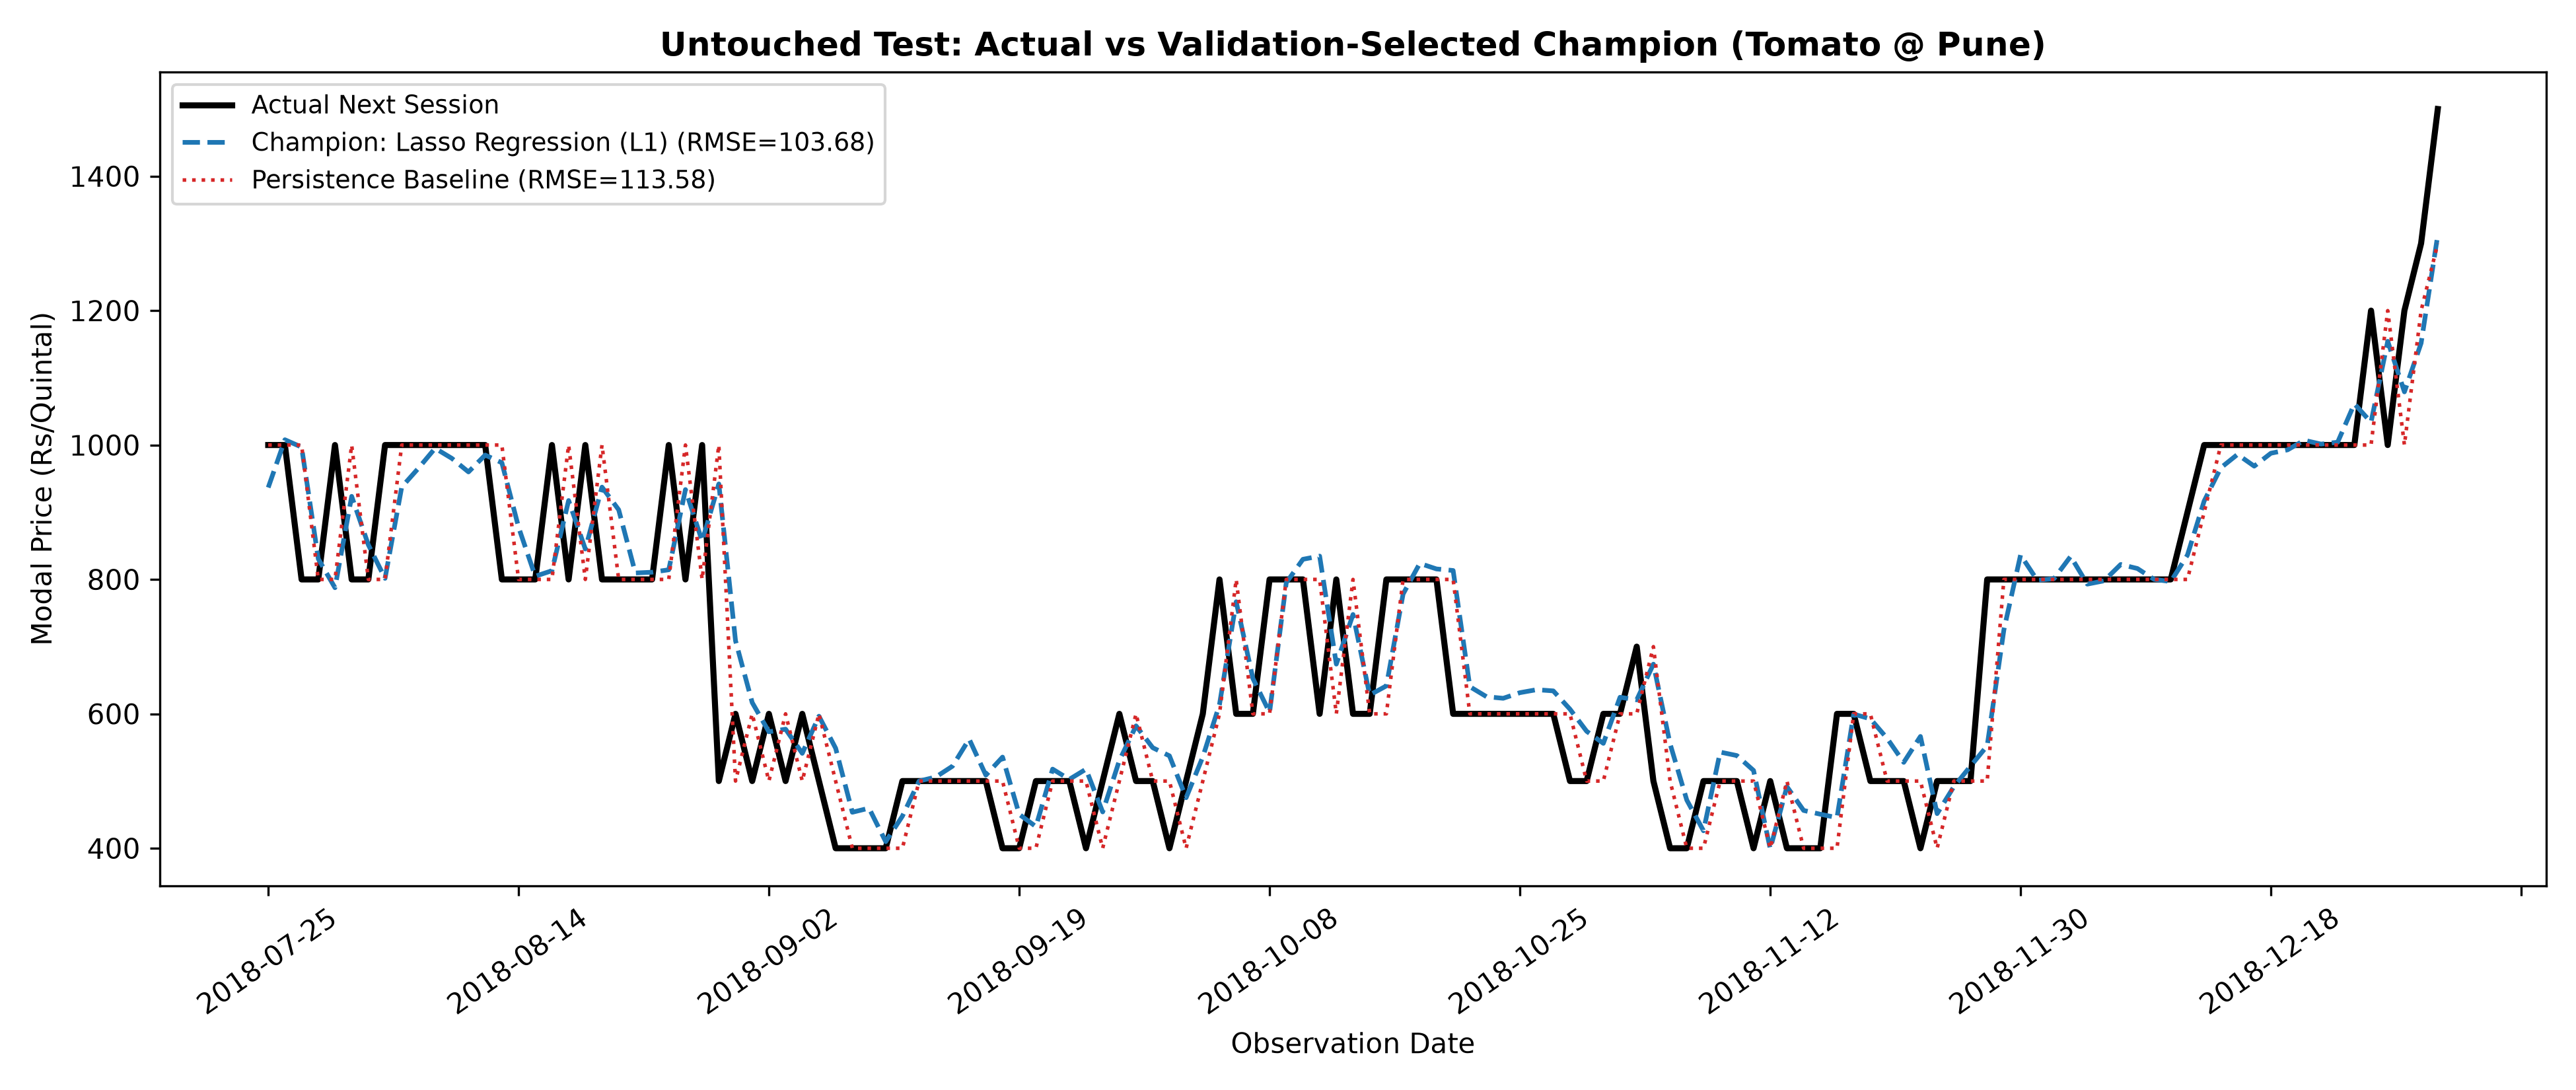 Untouched Test: Actual vs Validation-Selected Champion (Tomato @ Pune)
Actual Next Session
Champion: Lasso Regression (L1) (RMSE=103.68)
Persistence Baseline (RMSE=113.58)
Modal Price (Rs/Quintal)
1400
1200
1000
800
600
400
2018-07-25
2018-08-14
2018-09-02
2018-09-19
2018-10-08
2018-10-25
2018-11-12
2018-11-30
2018-12-18
Observation Date